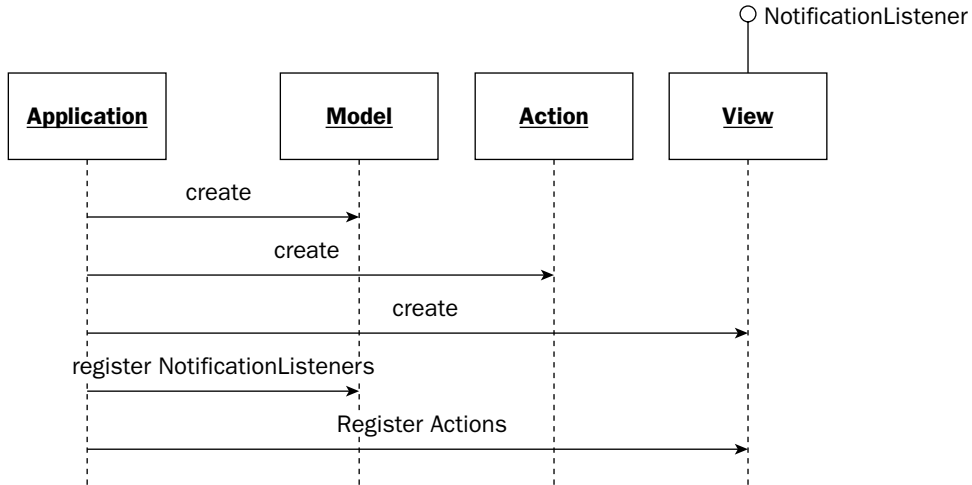 NotificationListener
Application
Model
Action
View
create
create
create
register NotificationListeners
Register Actions